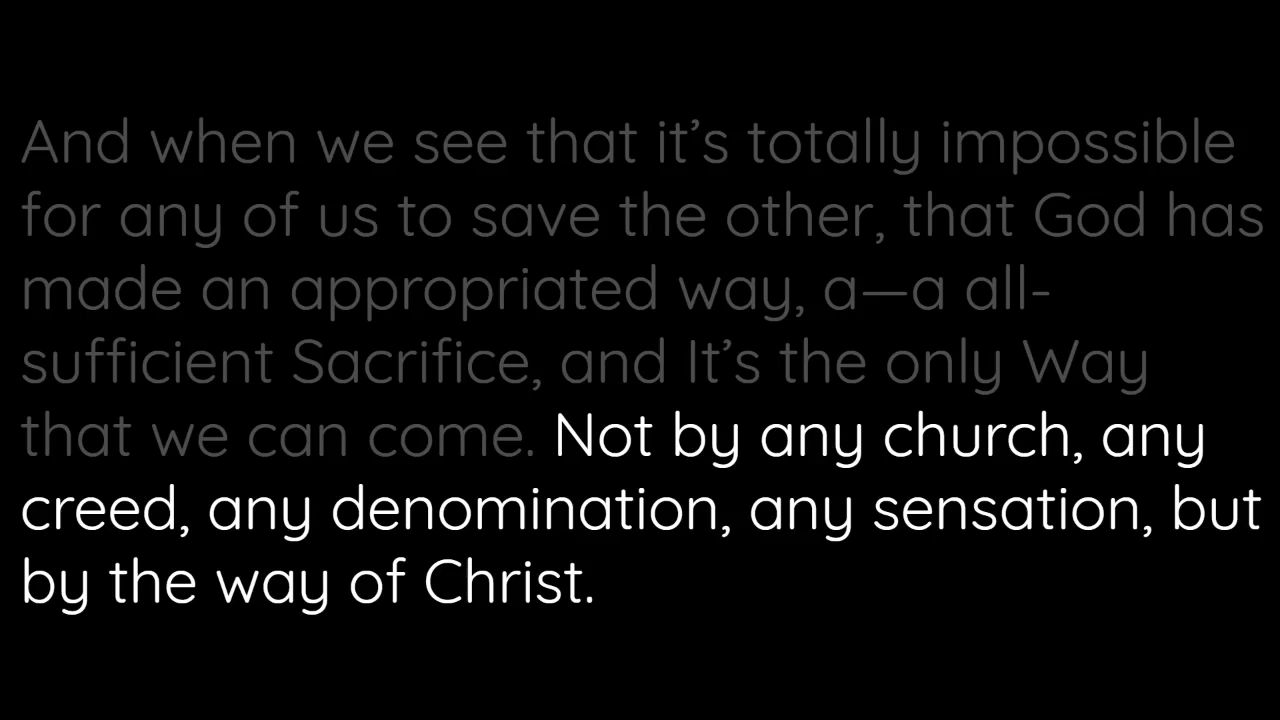 And when we see that it’s totally impossible
for any of us to save the other, that God has
made an appropriated way, a—a all-
sufficient Sacrifice, and It’s the only Way
that we can come. Not by any church, any
creed, any denomination, any sensation, but
by the way of Christ.